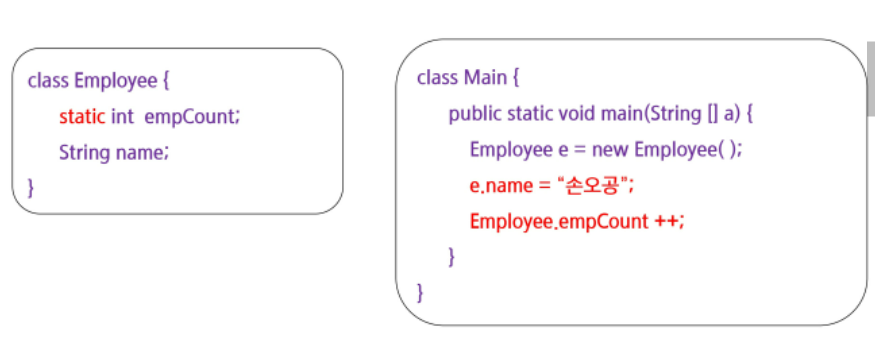 class Employee {
static int  empCount;
String name;
}
class Main {
public static void main(String [] a) {
Employee e = new Employee( );
e.name = “손오공”;
Employee.empCount ++;
}
}